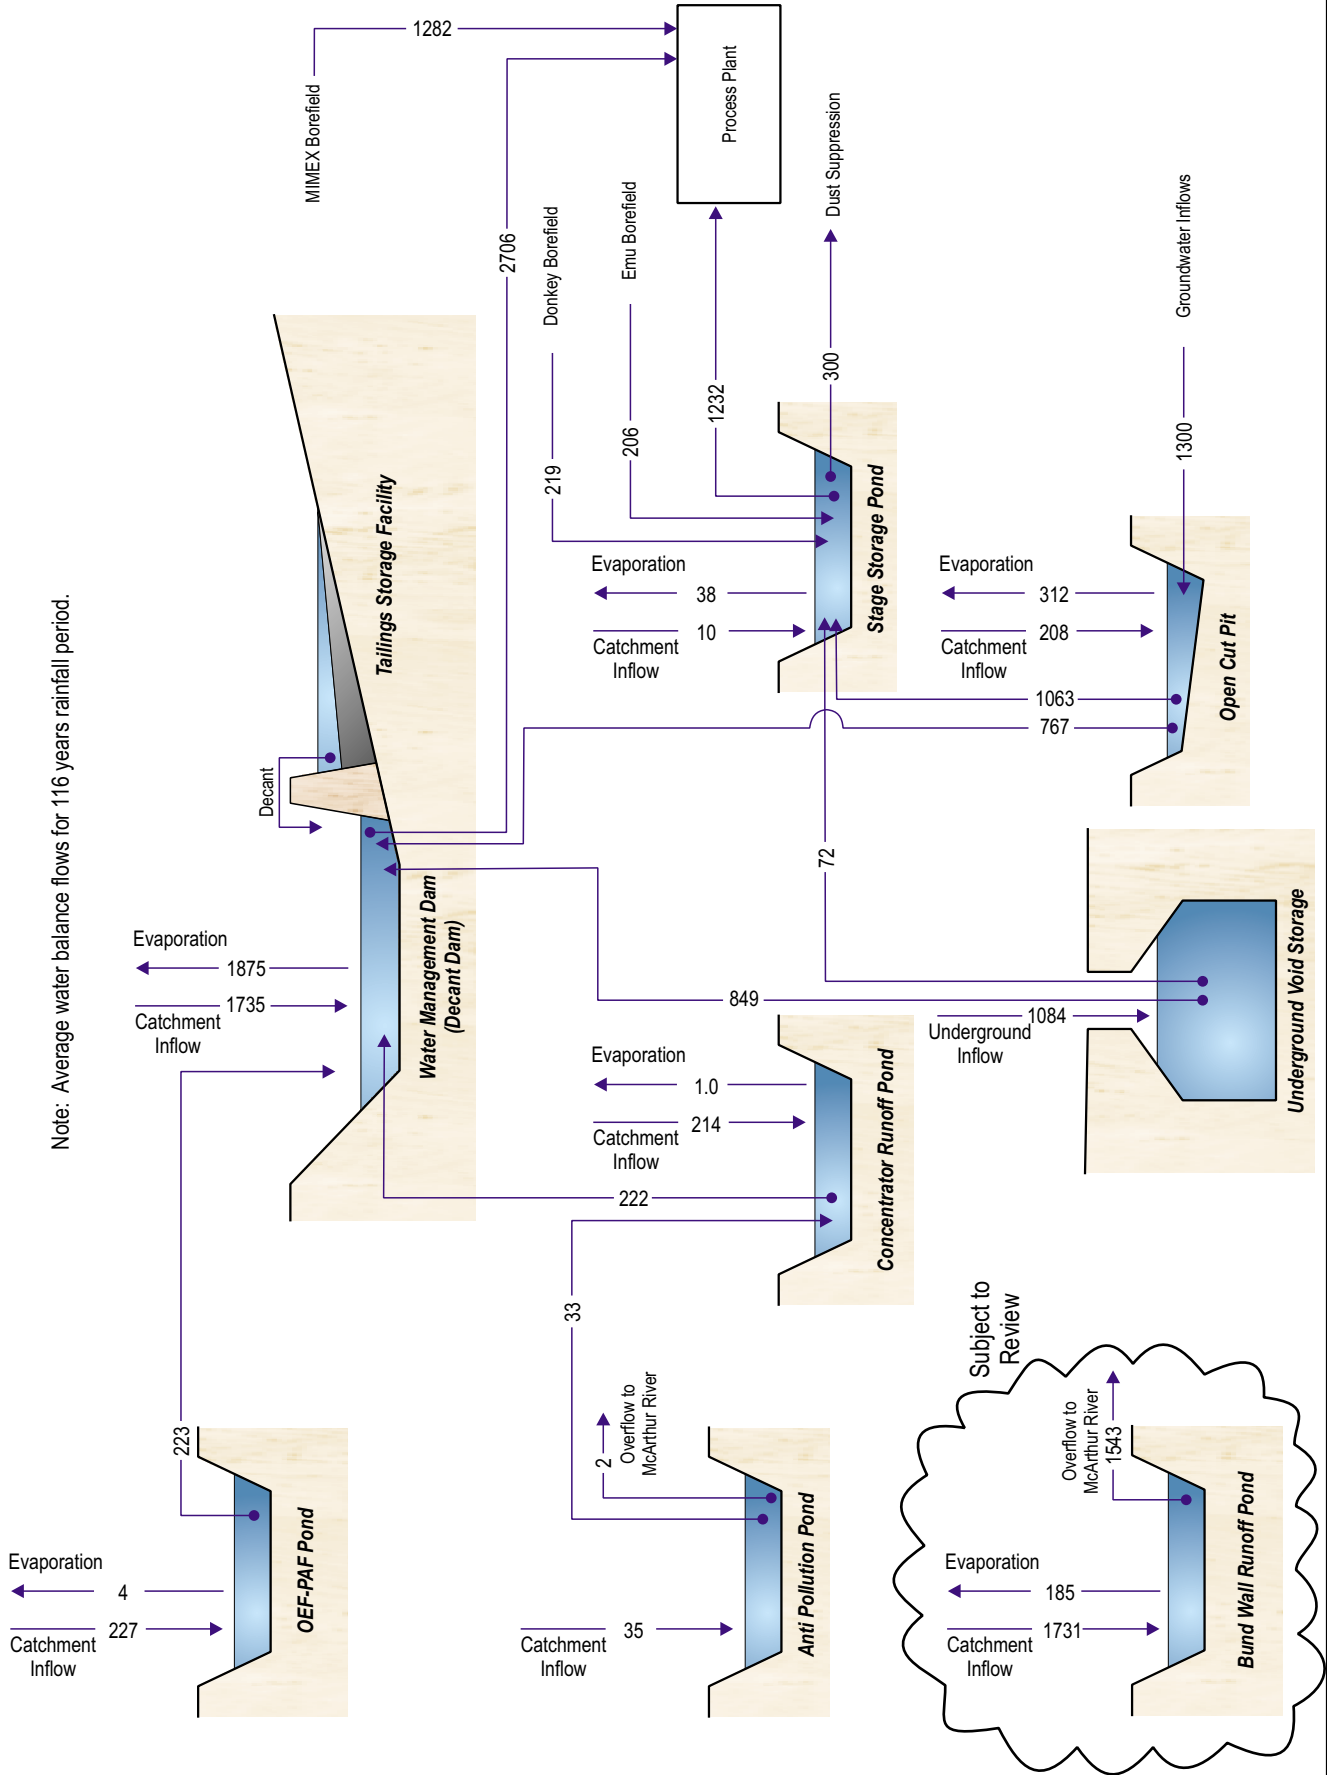 Note: Average water balance flows for 116 years rainfall period.
MIMEX Borefield
1282
2706
Process Plant
Donkey Borefield
219
Emu Borefield
206
1232
Dust Suppression
300
Tailings Storage Facility
Decant
Evaporation
1875
1735
Catchment
Inflow
Water Management Dam
(Decant Dam)
Evaporation
38
10
Catchment
Inflow
Stage Storage Pond
Groundwater Inflows
1300
Evaporation
312
208
Catchment
Inflow
Open Cut Pit
1063
767
72
849
1084
Underground
Inflow
Underground Void Storage
Evaporation
1.0
214
Catchment
Inflow
Concentrator Runoff Pond
222
33
223
Evaporation
4
227
Catchment
Inflow
OEF-PAF Pond
2
Overflow to
McArthur River
35
Catchment
Inflow
Anti Pollution Pond
Subject to
Review
Overflow to
McArthur River
1543
Evaporation
185
1731
Catchment
Inflow
Bund Wall Runoff Pond